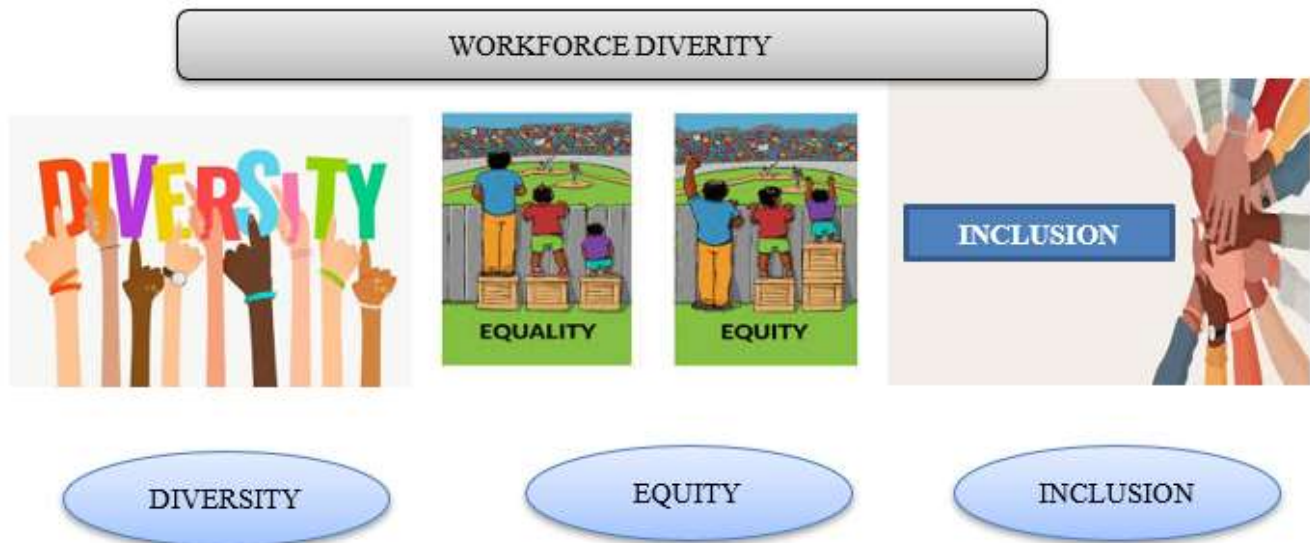 WORKFORCE DIVERITY
DIVERSITY
EQUALITY
EQUITY
INCLUSION
DIVERSITY
EQUITY
INCLUSION